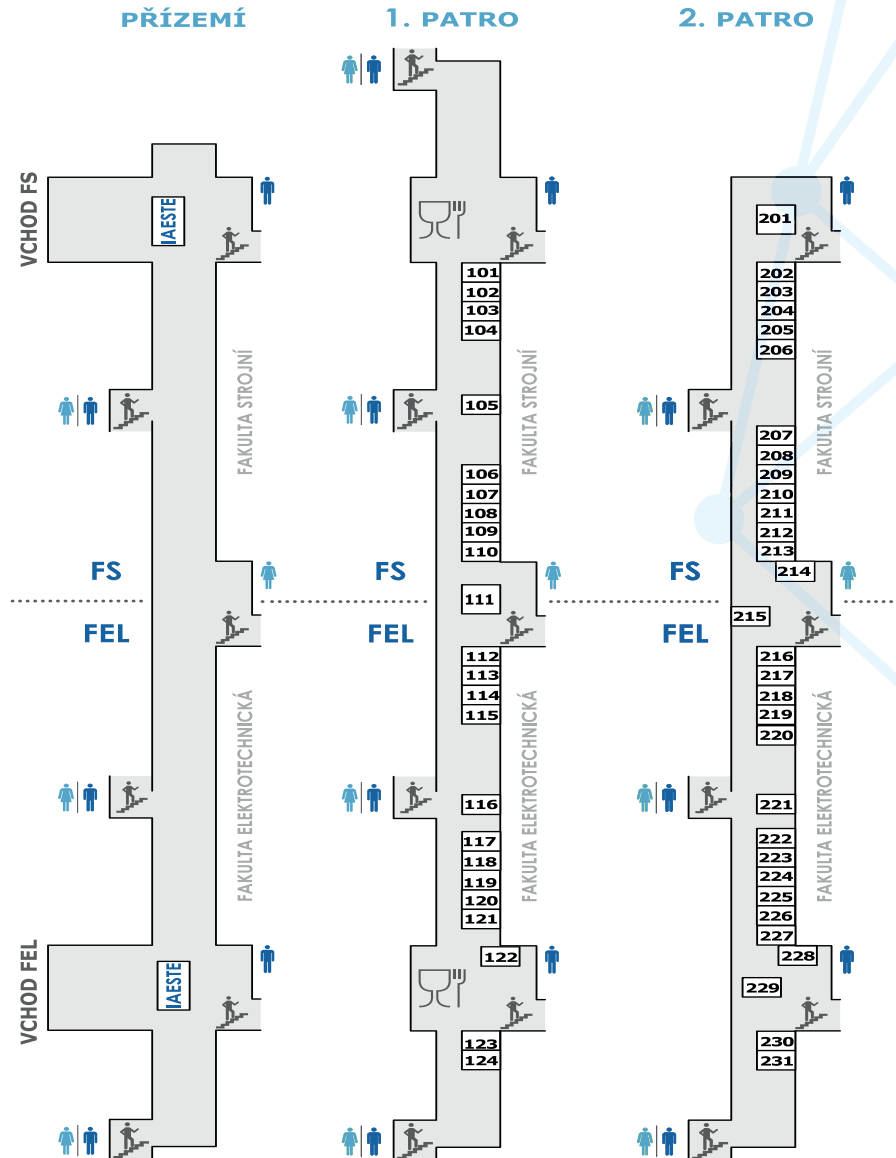 PŘÍZEMÍ
VCHOD FS
IAESTE
FAKULTA STROJNÍ
FS
FEL
FAKULTA ELEKTROTECHNICKÁ
VCHOD FEL
IAESTE
1. PATRO
101
102
103
104
105
FAKULTA STROJNÍ
106
107
108
109
110
FS
111
FEL
112
113
114
115
FAKULTA ELEKTROTECHNICKÁ
116
117
118
119
120
121
122
123
124
2. PATRO
201
202
203
204
205
206
FAKULTA STROJNÍ
207
208
209
210
211
212
213
FS
214
215
FEL
216
217
218
219
220
FAKULTA ELEKTROTECHNICKÁ
221
222
223
224
225
226
227
228
229
230
231